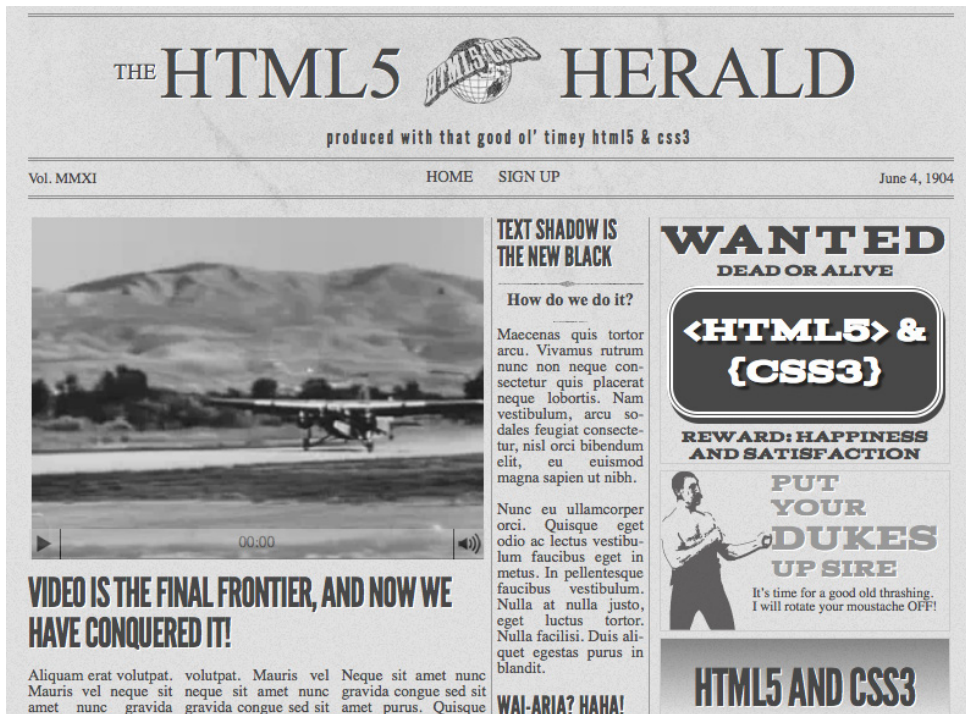 THE HTML5 HTML5·CSS3 HERALD
produced with that good ol' timey html5 & css3
Vol. MMXI
HOME
SIGN UP
June 4, 1904
00:00
VIDEO IS THE FINAL FRONTIER, AND NOW WE
HAVE CONQUERED IT!
Aliquam erat volutpat.
Mauris vel neque sit
amet nunc gravida
volutpat. Mauris vel
neque sit amet nunc
gravida congue sed sit
Neque sit amet nunc
gravida congue sed sit
amet purus. Quisque
TEXT SHADOW IS
THE NEW BLACK
How do we do it?
Maecenas quis tortor
arcu. Vivamus rutrum
nunc non neque con-
sectetur quis placerat
neque lobortis. Nam
vestibulum, arcu so-
dales feugiat consecte-
tur, nisl orci bibendum
elit, eu euismod
magna sapien ut nibh.
Nunc eu ullamcorper
orci. Quisque eget
odio ac lectus vestibu-
lum faucibus eget in
metus. In pellentesque
faucibus vestibulum.
Nulla at nulla justo,
eget luctus tortor.
Nulla facilisi. Duis ali-
quet egestas purus in
blandit.
WAI-ARIA? HAHA!
WANTED
DEAD OR ALIVE
<HTML5> &
{CSS3}
REWARD: HAPPINESS
AND SATISFACTION
PUT
YOUR
DUKES
UP SIRE
It's time for a good old thrashing.
I will rotate your moustache OFF!
HTML5 AND CSS3